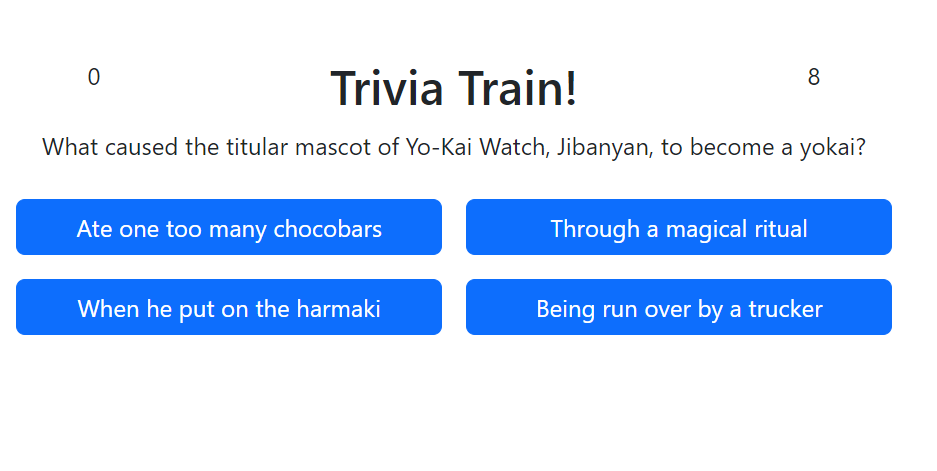 0
Trivia Train!
8
What caused the titular mascot of Yo-Kai Watch, Jibanyan, to become a yokai?
Ate one too many chocobars
Through a magical ritual
When he put on the harmaki
Being run over by a trucker